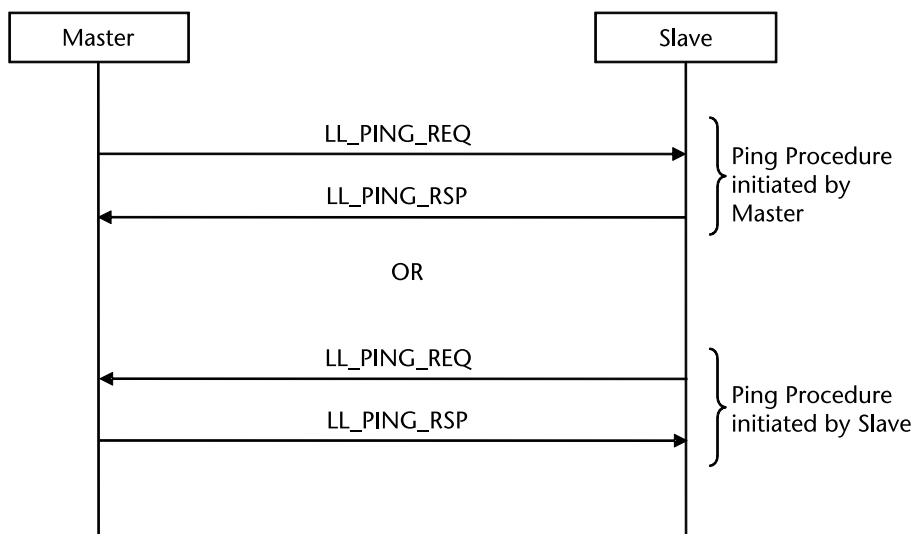 Master
Slave
LL_PING_REQ
LL_PING_RSP
Ping Procedure
initiated by
Master
OR
LL_PING_REQ
LL_PING_RSP
Ping Procedure
initiated by Slave